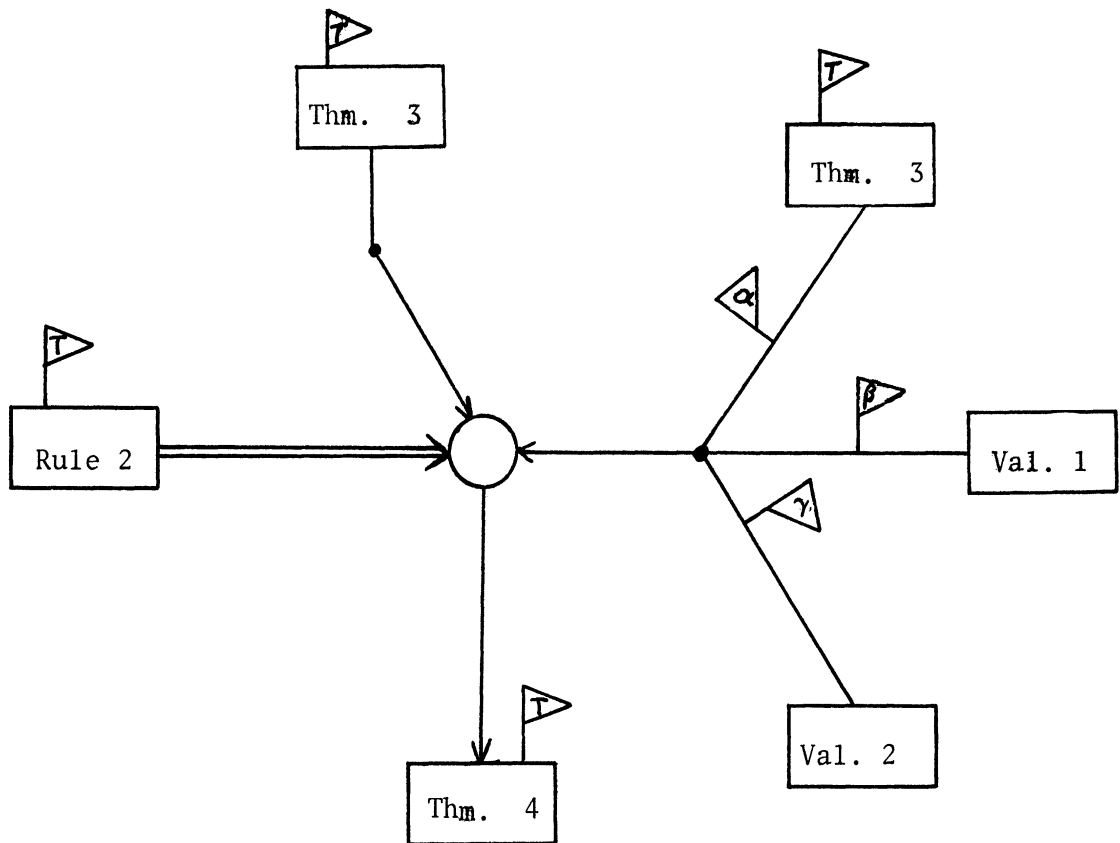 T
Thm. 3
T
Thm. 3
α
T
Rule 2
β
Val. 1
γ
Val. 2
T
Thm. 4